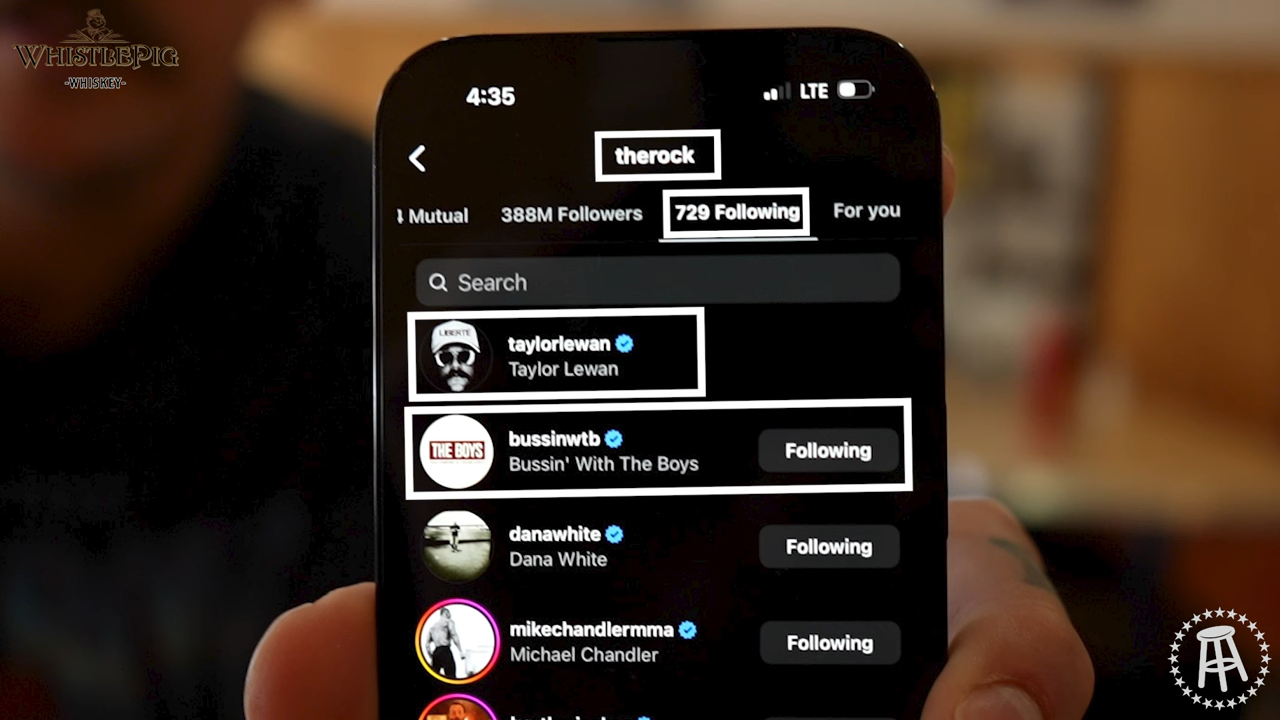 WHISTLEPIG
-WHISKEY-
4:35
LTE
therock
Mutual
388M Followers
729 Following
For you
Search
LIBERTÉ
taylorlewan
Taylor Lewan
THE BOYS
bussinwtb
Bussin' With The Boys
Following
danawhite
Dana White
Following
mikechandlermma
Michael Chandler
Following